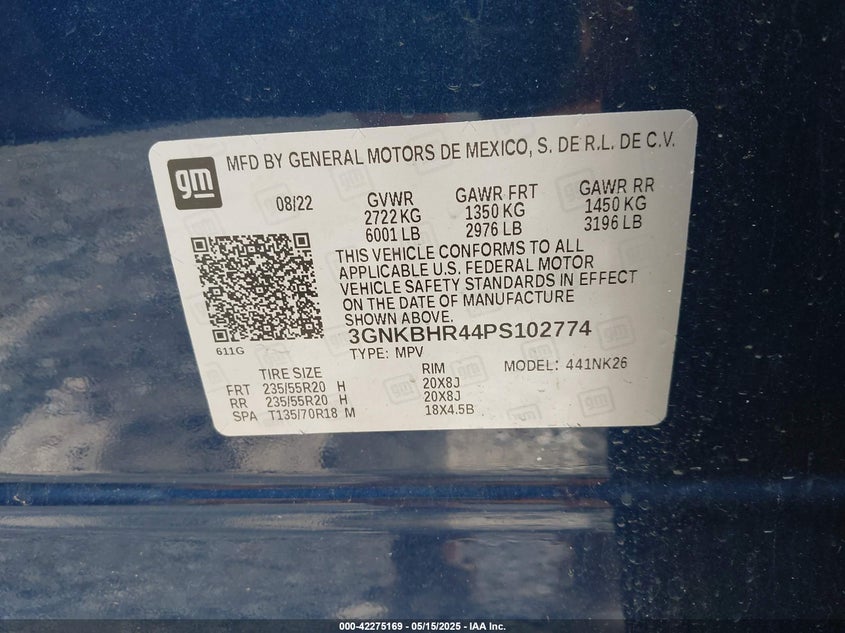 gm
MFD BY GENERAL MOTORS DE MEXICO, S. DE R.L. DE C.V.
08/22 GVWR GAWR FRT GAWR RR
2722 KG 1350 KG 1450 KG
6001 LB 2976 LB 3196 LB
THIS VEHICLE CONFORMS TO ALL
APPLICABLE U.S. FEDERAL MOTOR
VEHICLE SAFETY STANDARDS IN EFFECT
ON THE DATE OF MANUFACTURE
SHOWN ABOVE.
611G
3GNKBHR44PS102774
TYPE: MPV MODEL: 441NK26
TIRE SIZE RIM
FRT 235/55R20 H 20X8J
RR 235/55R20 H 20X8J
SPA T135/70R18 M 18X4.5B
000-42275169 - 05/15/2025 - IAA Inc.